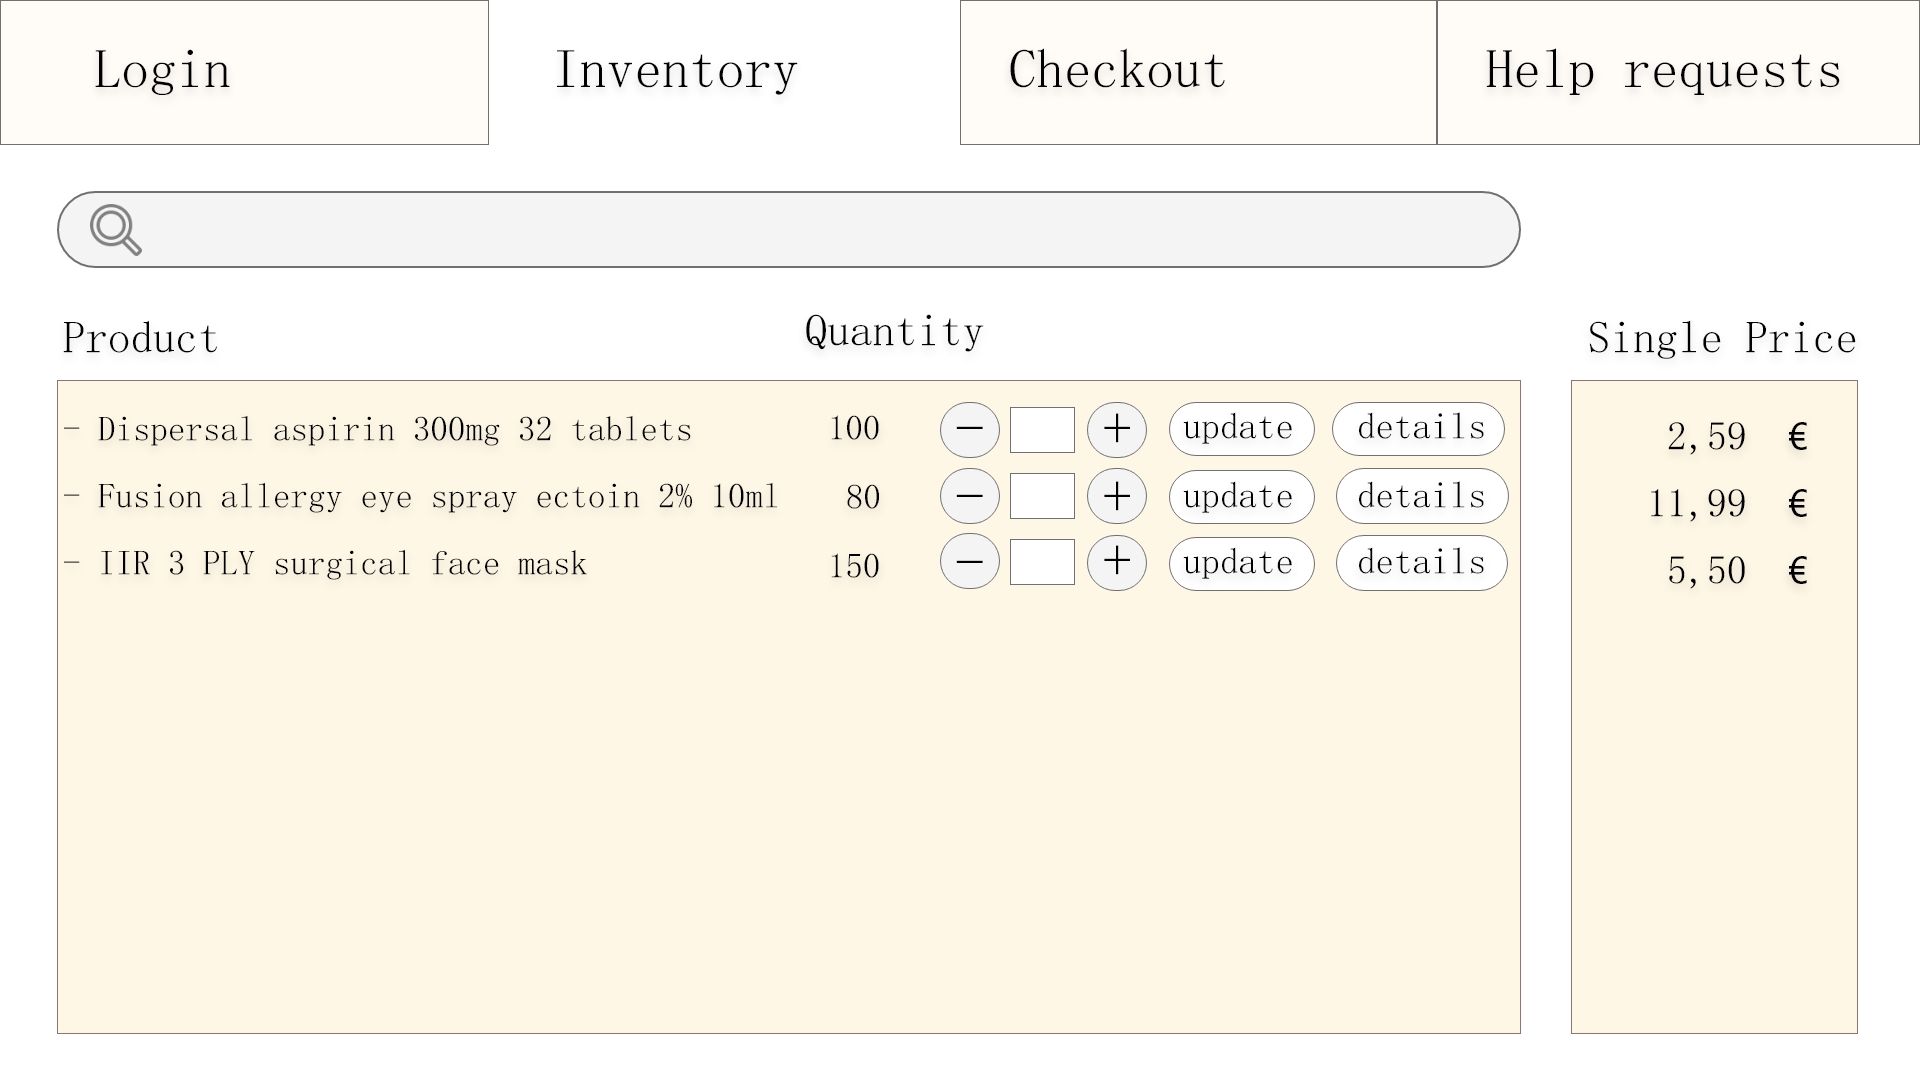 Login Inventory Checkout Help requests
Product Quantity Single Price
- Dispersal aspirin 300mg 32 tablets 100 − + update details 2,59 €
- Fusion allergy eye spray ectoin 2% 10ml 80 − + update details 11,99 €
- IIR 3 PLY surgical face mask 150 − + update details 5,50 €